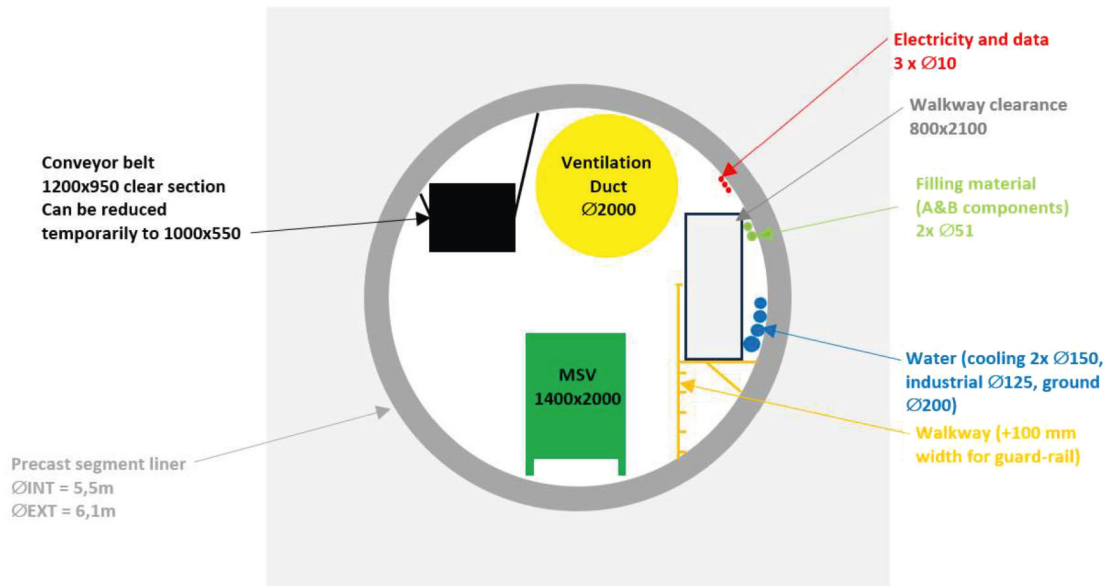 Electricity and data
3 x ∅10
Walkway clearance
800x2100
Conveyor belt
1200x950 clear section
Can be reduced
temporarily to 1000x550
Ventilation
Duct
∅2000
Filling material
(A&B components)
2x ∅51
MSV
1400x2000
Water (cooling 2x ∅150,
industrial ∅125, ground
∅200)
Walkway (+100 mm
width for guard-rail)
Precast segment liner
∅INT = 5,5m
∅EXT = 6,1m